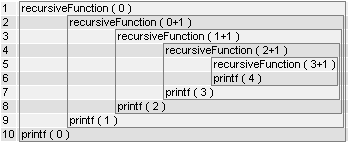 1 recursiveFunction ( 0 )
2 recursiveFunction ( 0+1 )
3 recursiveFunction ( 1+1 )
4 recursiveFunction ( 2+1 )
5 recursiveFunction ( 3+1 )
6 printf ( 4 )
7 printf ( 3 )
8 printf ( 2 )
9 printf ( 1 )
10 printf ( 0 )